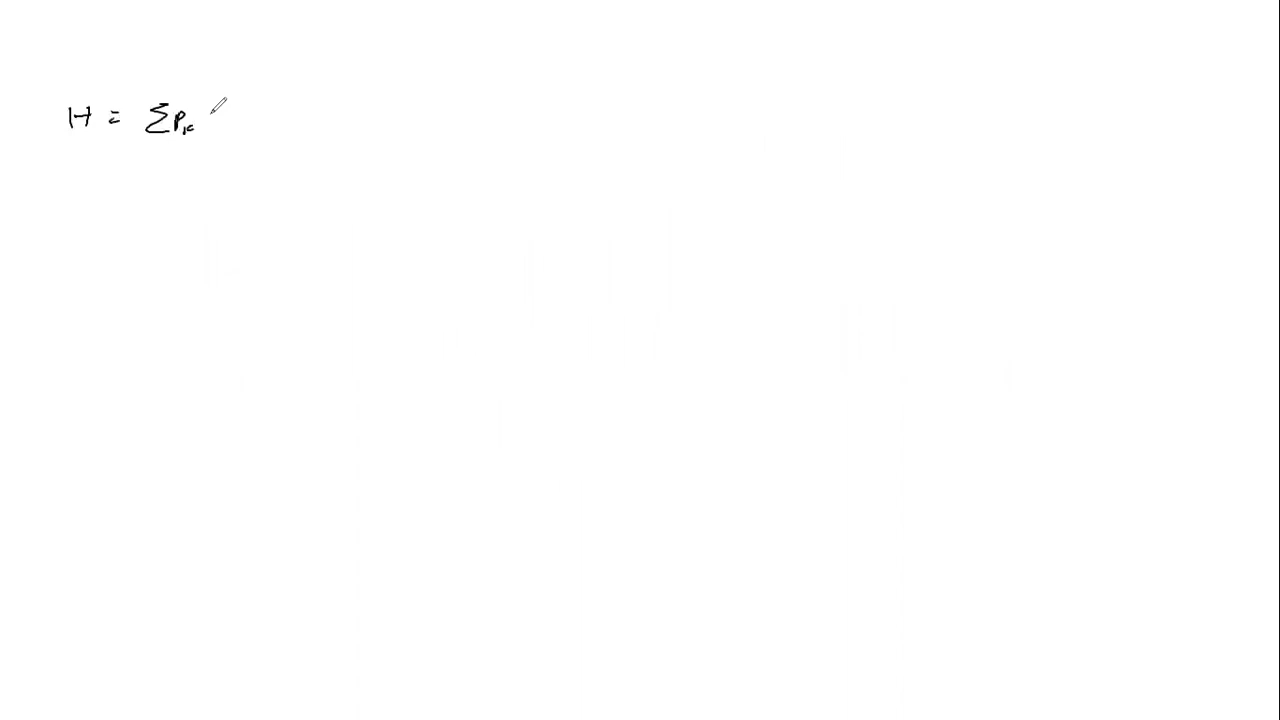 H = ∑ P_k